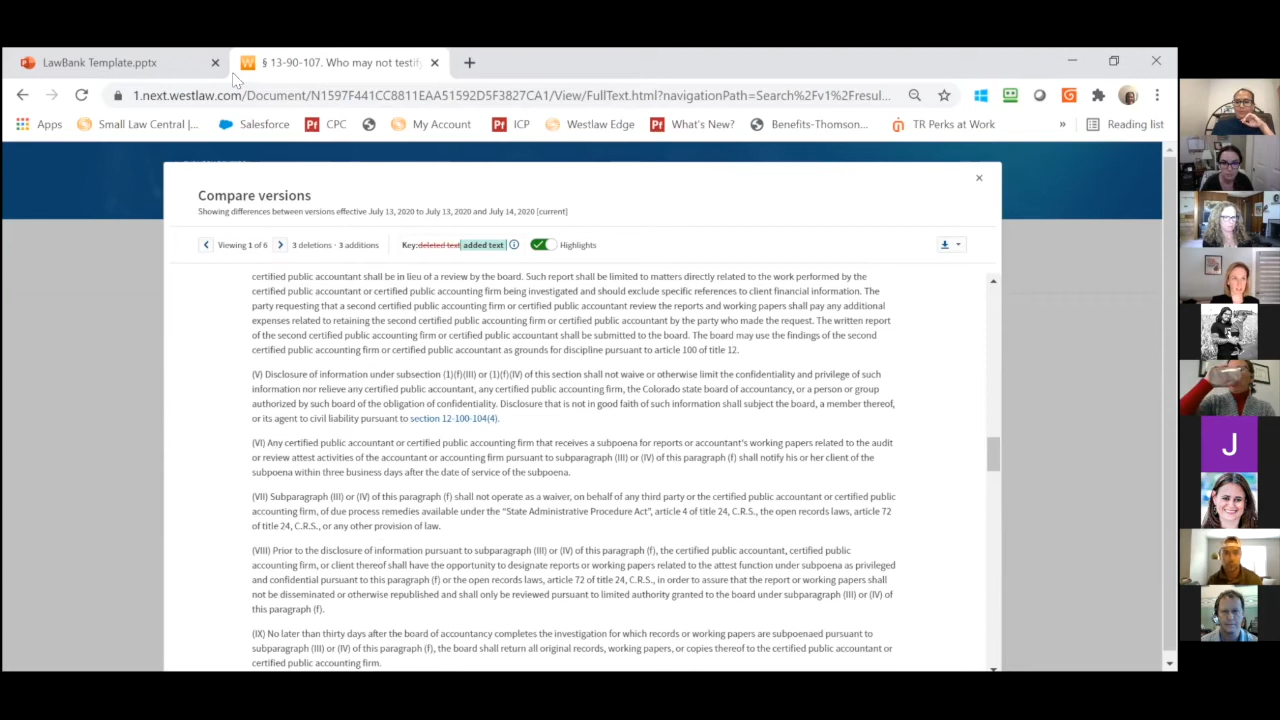 LawBank Template.pptx
§ 13-90-107. Who may not testify
1.next.westlaw.com/Document/N1597F441CC8811EAA51592D5F3827CA1/View/FullText.html?navigationPath=Search%2Fv1%2Fresul...
Apps Small Law Central |... Salesforce CPC My Account ICP Westlaw Edge What's New? Benefits-Thomson... TR Perks at Work » Reading list
Compare versions
Showing differences between versions effective July 13, 2020 to July 13, 2020 and July 14, 2020 [current]
Viewing 1 of 6 3 deletions · 3 additions Key: deleted text added text Highlights
certified public accountant shall be in lieu of a review by the board. Such report shall be limited to matters directly related to the work performed by the
certified public accountant or certified public accounting firm being investigated and should exclude specific references to client financial information. The
party requesting that a second certified public accounting firm or certified public accountant review the reports and working papers shall pay any additional
expenses related to retaining the second certified public accounting firm or certified public accountant by the party who made the request. The written report
of the second certified public accounting firm or certified public accountant shall be submitted to the board. The board may use the findings of the second
certified public accounting firm or certified public accountant as grounds for discipline pursuant to article 100 of title 12.
(V) Disclosure of information under subsection (1)(f)(III) or (1)(f)(IV) of this section shall not waive or otherwise limit the confidentiality and privilege of such
information nor relieve any certified public accountant, any certified public accounting firm, the Colorado state board of accountancy, or a person or group
authorized by such board of the obligation of confidentiality. Disclosure that is not in good faith of such information shall subject the board, a member thereof,
or its agent to civil liability pursuant to section 12-100-104(4).
(VI) Any certified public accountant or certified public accounting firm that receives a subpoena for reports or accountant's working papers related to the audit
or review attest activities of the accountant or accounting firm pursuant to subparagraph (III) or (IV) of this paragraph (f) shall notify his or her client of the
subpoena within three business days after the date of service of the subpoena.
(VII) Subparagraph (III) or (IV) of this paragraph (f) shall not operate as a waiver, on behalf of any third party or the certified public accountant or certified public
accounting firm, of due process remedies available under the “State Administrative Procedure Act”, article 4 of title 24, C.R.S., the open records laws, article 72
of title 24, C.R.S., or any other provision of law.
(VIII) Prior to the disclosure of information pursuant to subparagraph (III) or (IV) of this paragraph (f), the certified public accountant, certified public
accounting firm, or client thereof shall have the opportunity to designate reports or working papers related to the attest function under subpoena as privileged
and confidential pursuant to this paragraph (f) or the open records laws, article 72 of title 24, C.R.S., in order to assure that the report or working papers shall
not be disseminated or otherwise republished and shall only be reviewed pursuant to limited authority granted to the board under subparagraph (III) or (IV) of
this paragraph (f).
(IX) No later than thirty days after the board of accountancy completes the investigation for which records or working papers are subpoenaed pursuant to
subparagraph (III) or (IV) of this paragraph (f), the board shall return all original records, working papers, or copies thereof to the certified public accountant or
certified public accounting firm.
J